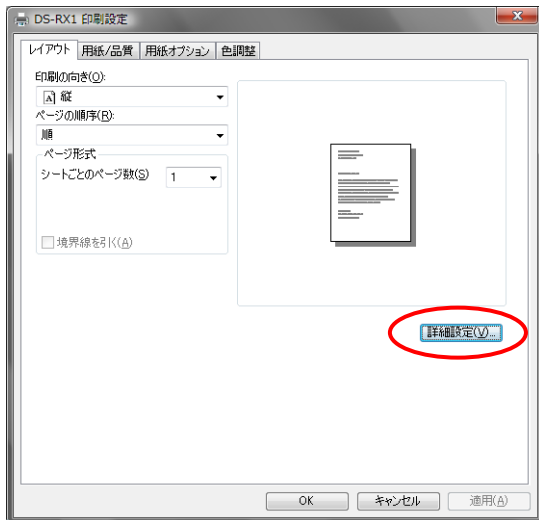 DS-RX1 印刷設定
レイアウト 用紙/品質 用紙オプション 色調整
印刷の向き(O):
A 縦
ページの順序(R):
順
ページ形式
シートごとのページ数(S) 1
境界線を引く(A)
詳細設定(V)...
OK キャンセル 適用(A)